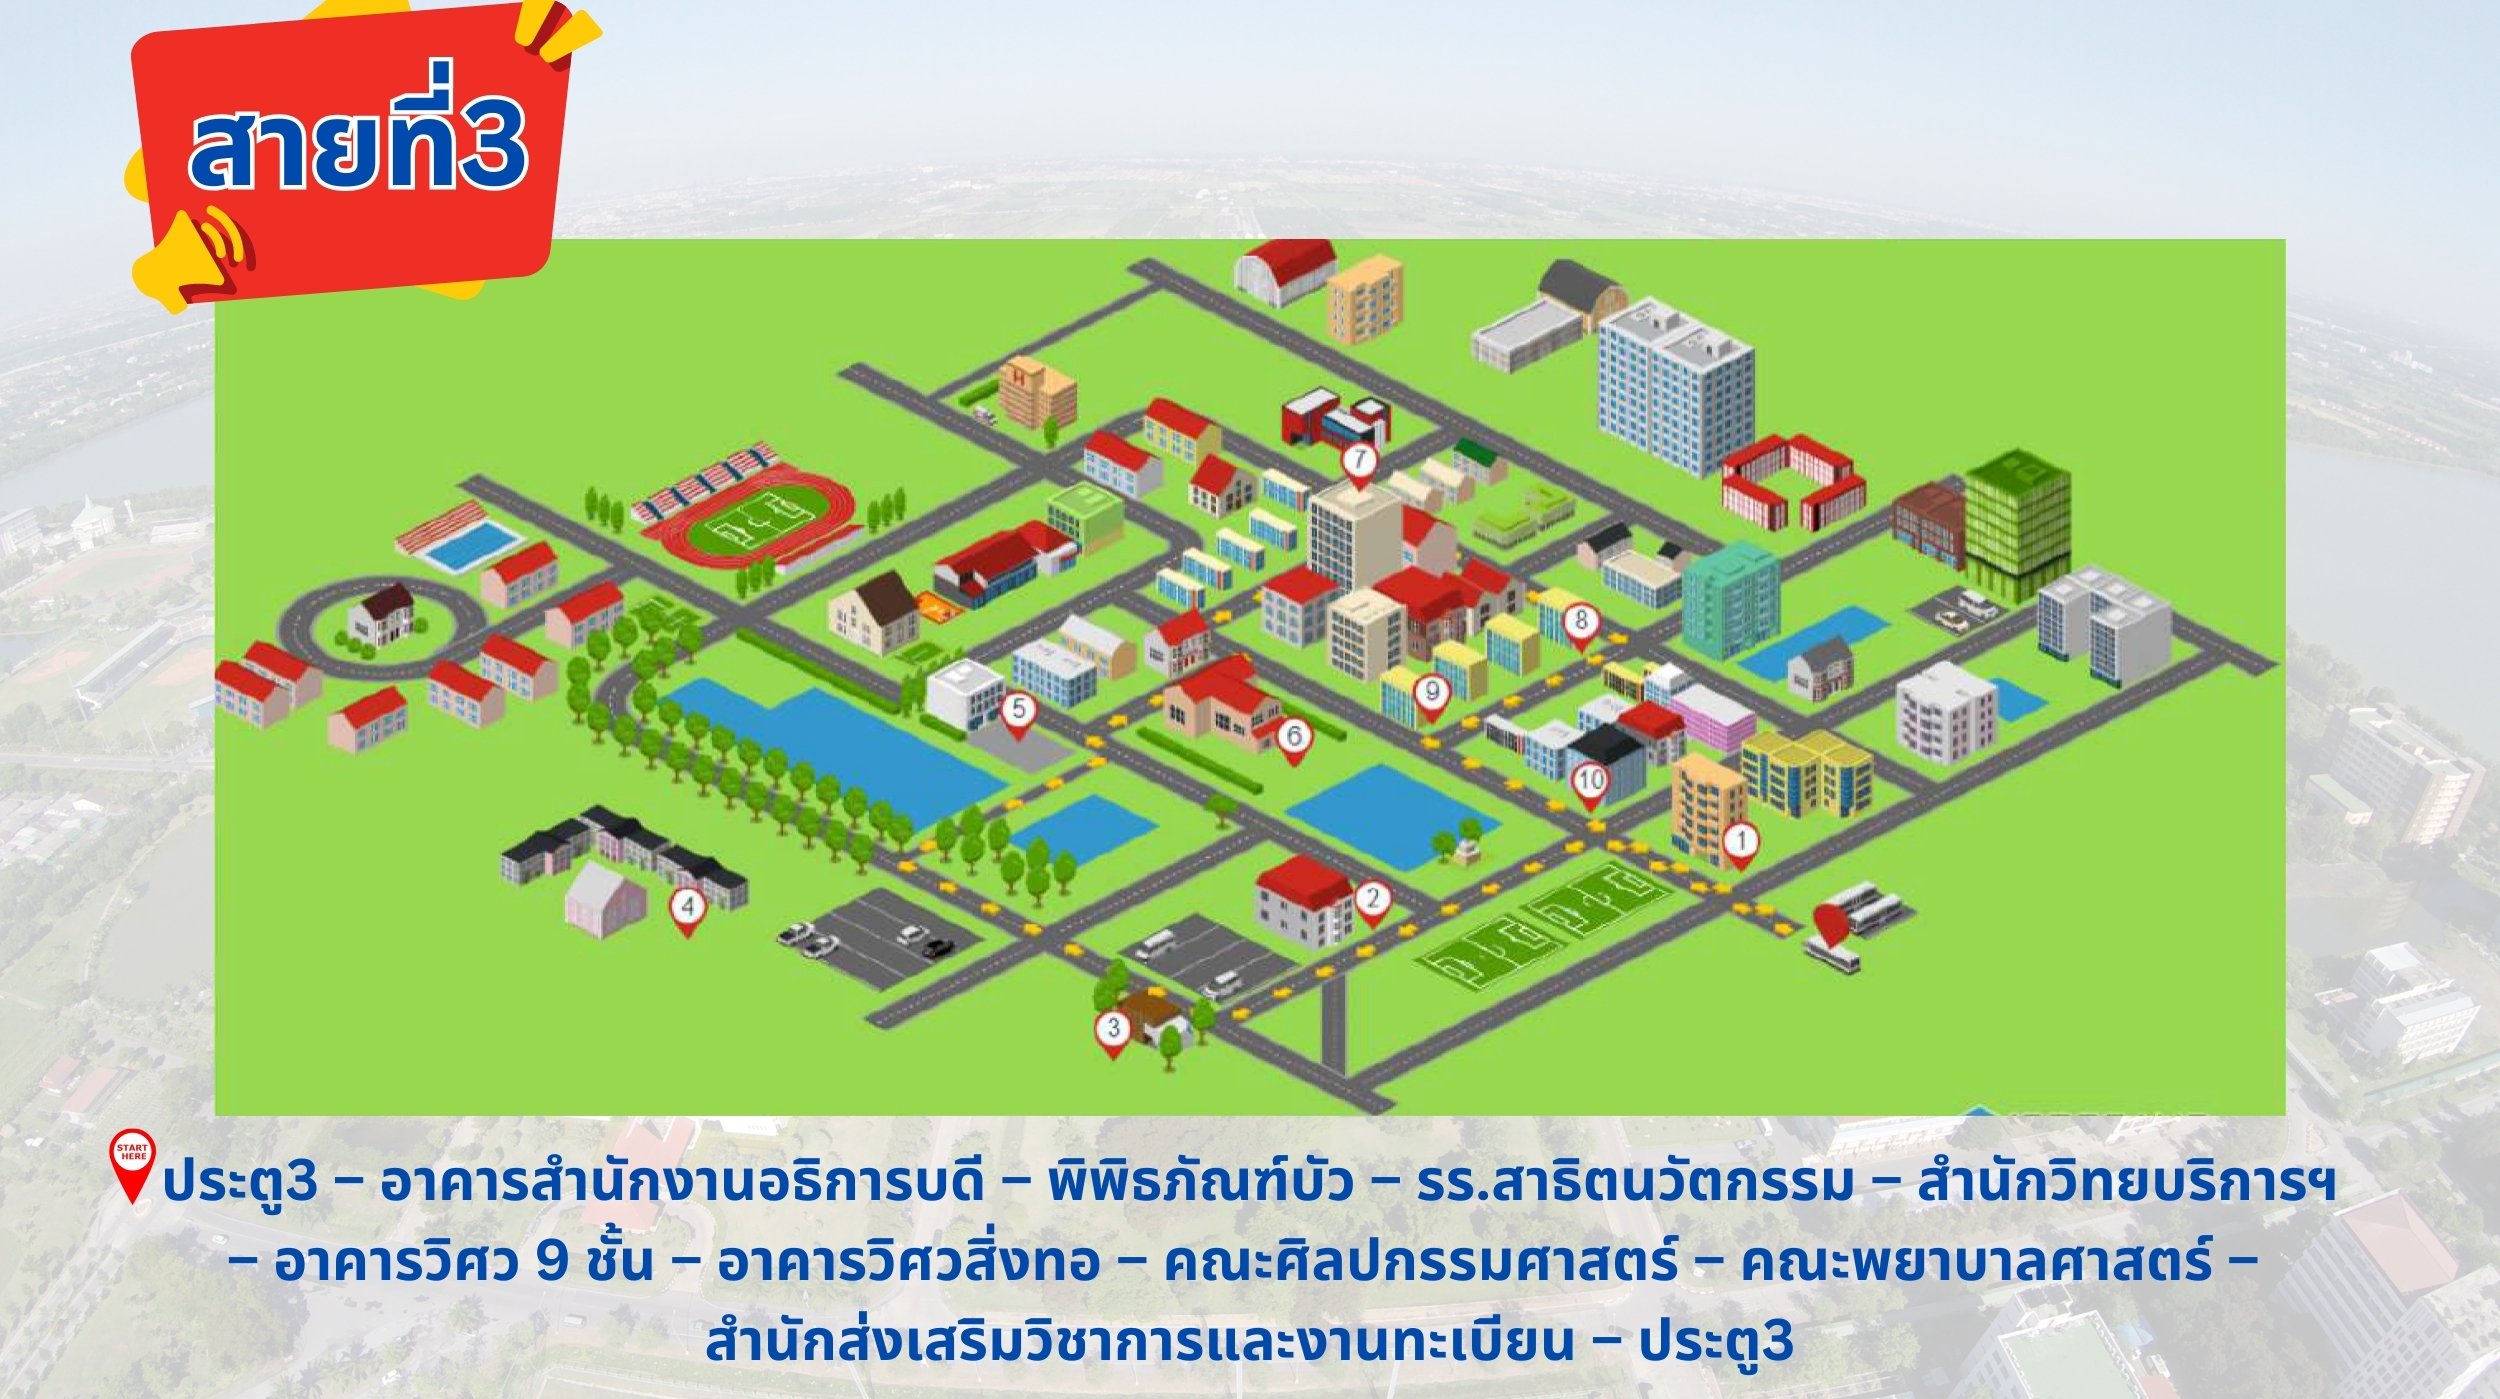 สายที่3
7
8
9
5
6
10
1
2
4
3
START
HERE
ประตู3 – อาคารสำนักงานอธิการบดี – พิพิธภัณฑ์บัว – รร.สาธิตนวัตกรรม – สำนักวิทยบริการฯ
– อาคารวิศว 9 ชั้น – อาคารวิศวสิ่งทอ – คณะศิลปกรรมศาสตร์ – คณะพยาบาลศาสตร์ –
สำนักส่งเสริมวิชาการและงานทะเบียน – ประตู3